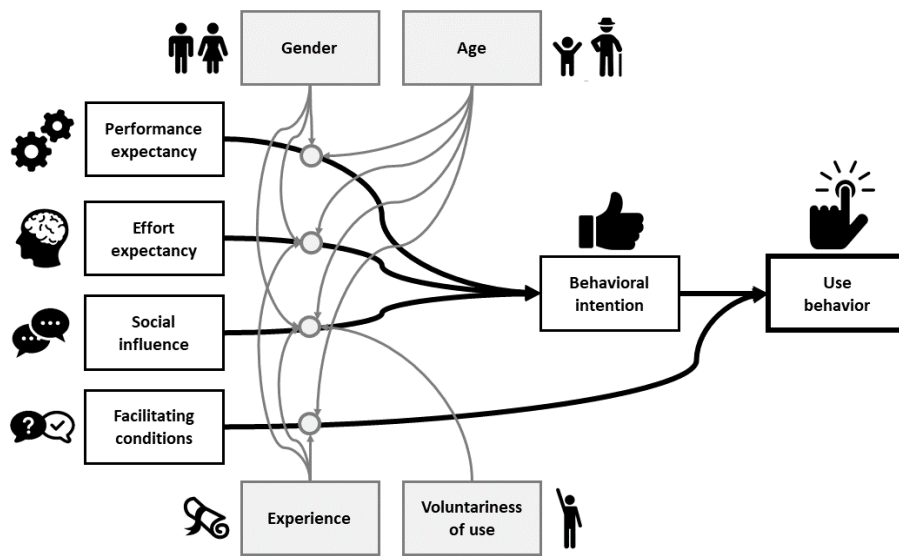 Gender
Age
Performance
expectancy
Effort
expectancy
Behavioral
intention
Use
behavior
Social
influence
?
Facilitating
conditions
Experience
Voluntariness
of use